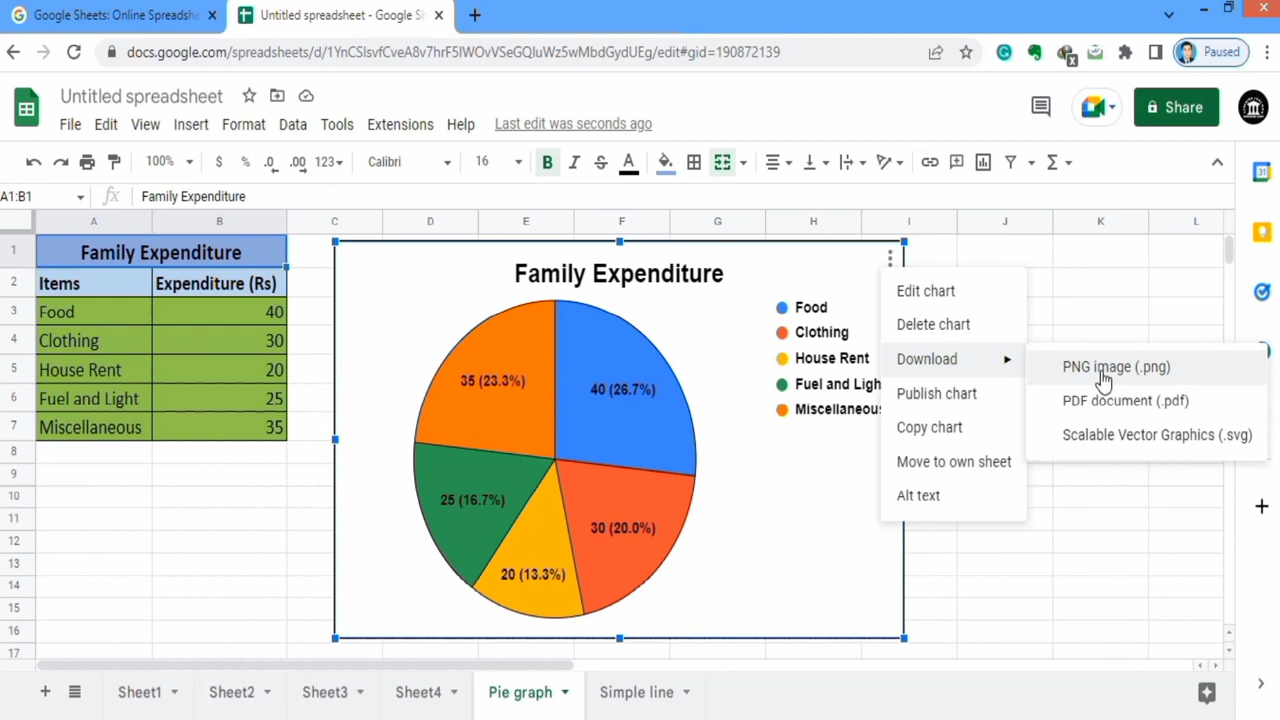 Google Sheets: Online Spreadshe
Untitled spreadsheet - Google Sh
docs.google.com/spreadsheets/d/1YnCSIsvfCveA8v7hrF5IWOvVSeGQIuWz5wMbdGydUEg/edit#gid=190872139
x
Paused
Untitled spreadsheet
Share
File Edit View Insert Format Data Tools Extensions Help Last edit was seconds ago
100% $ % .0 .00 123 Calibri 16 B I S A
A1:B1 fx Family Expenditure
31
A B C D E F G H I J K L
1 Family Expenditure
2 Items Expenditure (Rs)
3 Food 40
4 Clothing 30
5 House Rent 20
6 Fuel and Light 25
7 Miscellaneous 35
8
9
10
11
12
13
14
15
16
17
Family Expenditure
35 (23.3%)
40 (26.7%)
25 (16.7%)
30 (20.0%)
20 (13.3%)
Food
Clothing
House Rent
Fuel and Ligh
Miscellaneous
Edit chart
Delete chart
Download
Publish chart
Copy chart
Move to own sheet
Alt text
PNG image (.png)
PDF document (.pdf)
Scalable Vector Graphics (.svg)
Sheet1 Sheet2 Sheet3 Sheet4 Pie graph Simple line